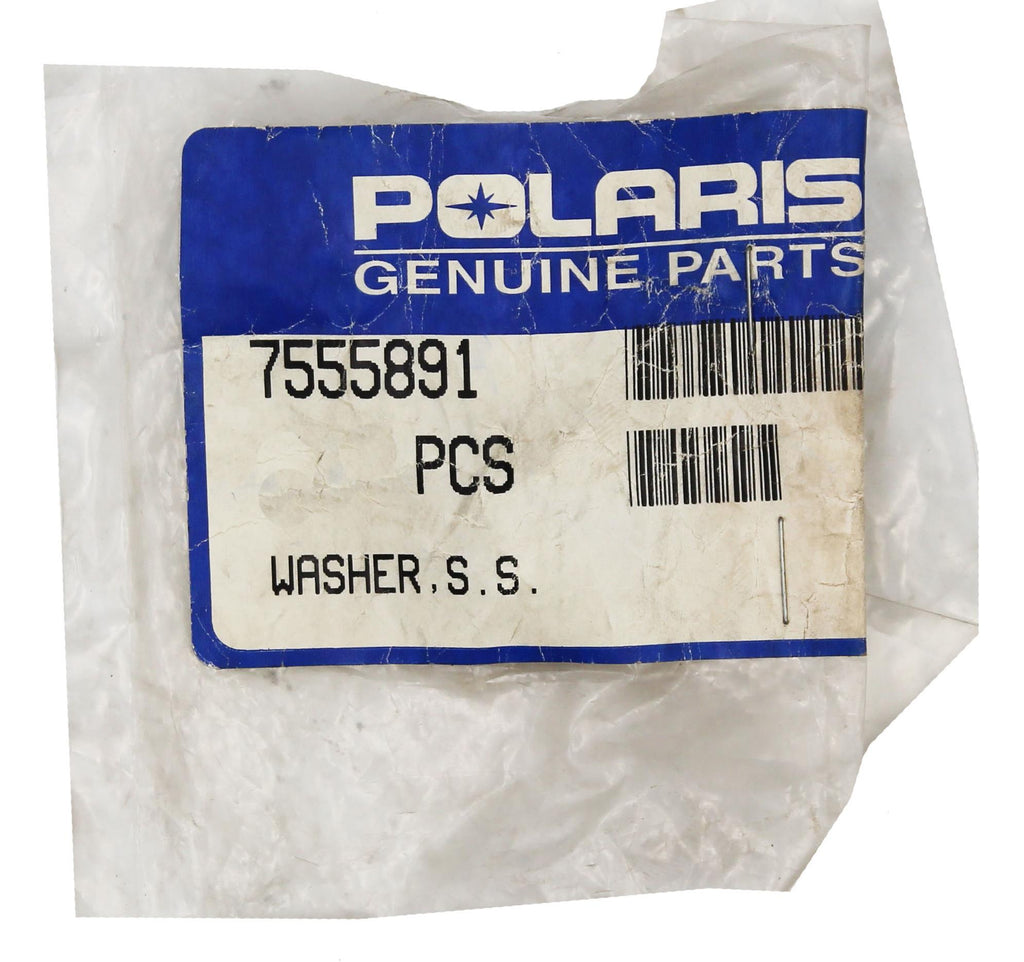 POLARIS
GENUINE PARTS
7555891
PCS
WASHER,S.S.